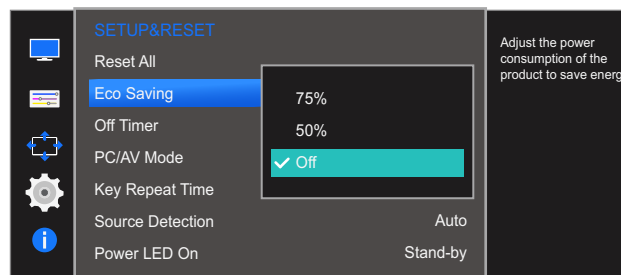 SETUP&RESET
Reset All
Eco Saving
Off Timer
PC/AV Mode
Key Repeat Time
Source Detection Auto
Power LED On Stand-by
75%
50%
Off
Adjust the power
consumption of the
product to save energ